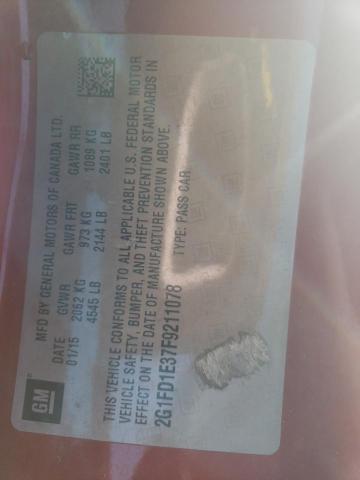 GM
MFD BY GENERAL MOTORS OF CANADA LTD.
DATE GVWR GAWR FRT GAWR RR
01/15 2062 KG 973 KG 1089 KG
4545 LB 2144 LB 2401 LB
THIS VEHICLE CONFORMS TO ALL APPLICABLE U.S. FEDERAL MOTOR
VEHICLE SAFETY, BUMPER, AND THEFT PREVENTION STANDARDS IN
EFFECT ON THE DATE OF MANUFACTURE SHOWN ABOVE.
2G1FD1E37F9211078 TYPE: PASS CAR